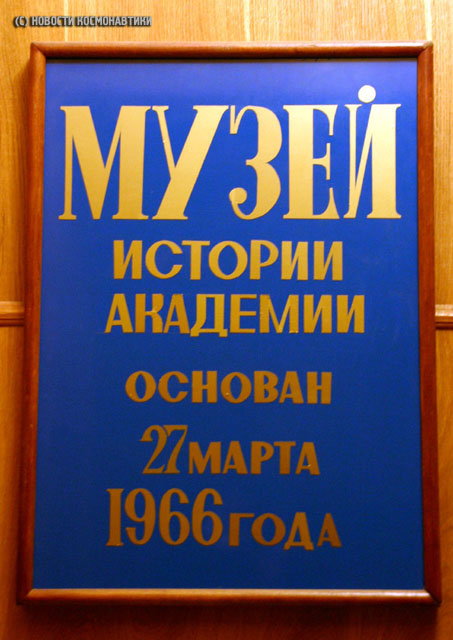 (C) НОВОСТИ КОСМОНАВТИКИ
МУЗЕЙ
ИСТОРИИ
АКАДЕМИИ
ОСНОВАН
27 МАРТА
1966 ГОДА